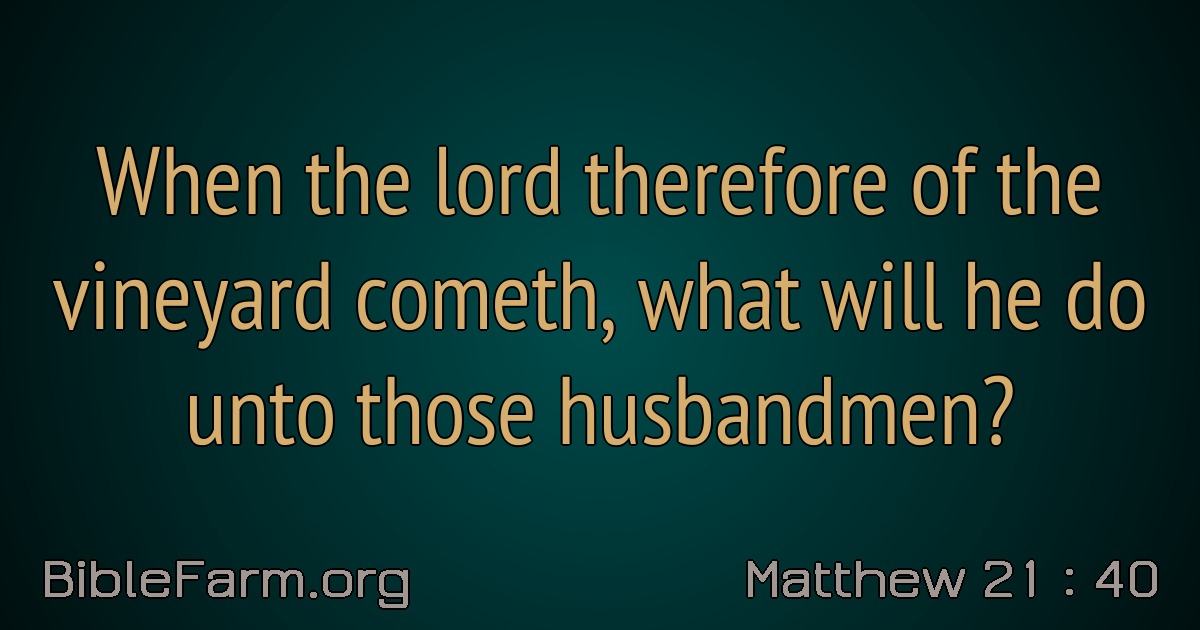 When the lord therefore of the
vineyard cometh, what will he do
unto those husbandmen?
BibleFarm.org
Matthew 21 : 40